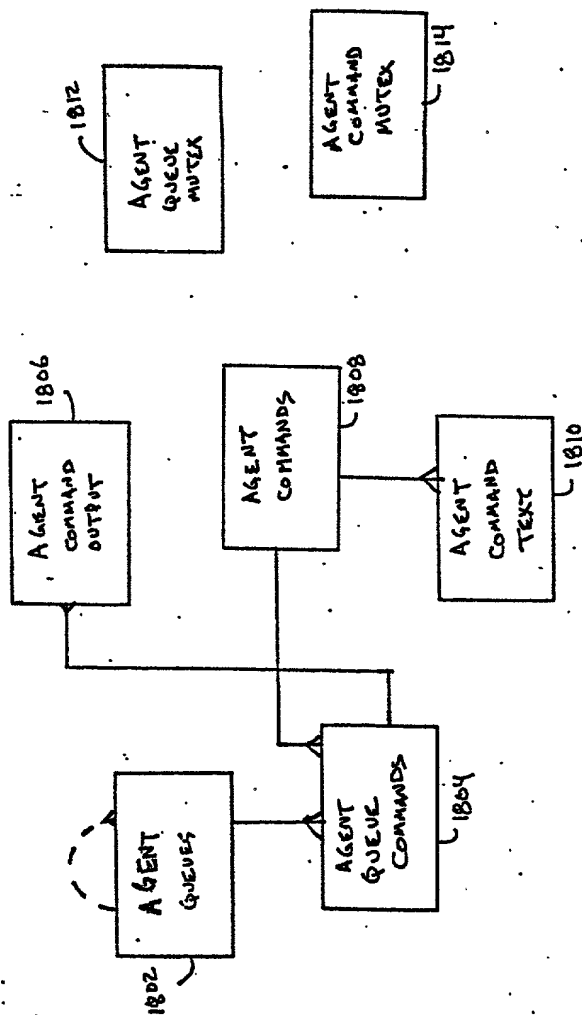 1802
AGENT
QUEUES
AGENT
QUEUE
COMMANDS
1804
AGENT
COMMAND
OUTPUT
1806
AGENT
COMMANDS
1808
AGENT
COMMAND
TEXT
1810
AGENT
QUEUE
MUTEX
1812
AGENT
COMMAND
MUTEX
1814